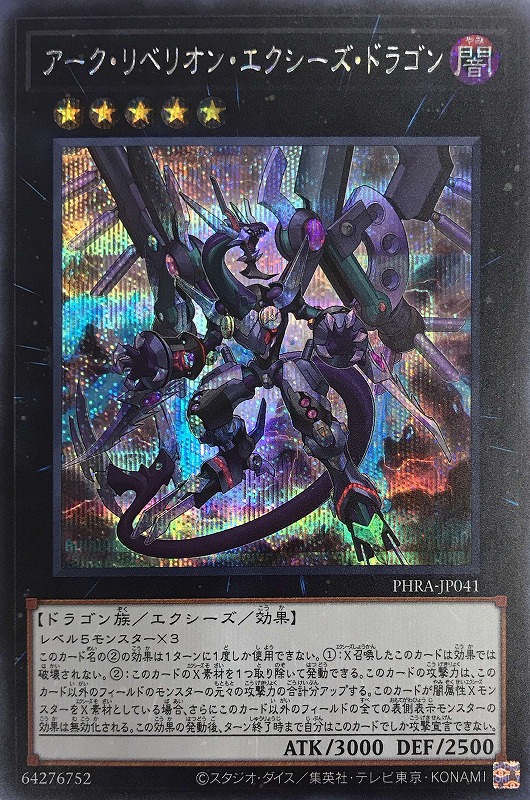 アーク・リベリオン・エクシーズ・ドラゴン
闇
PHRA-JP041
【ドラゴン族/エクシーズ/効果】
レベル5モンスター×3
このカード名の②の効果は1ターンに1度しか使用できない。①:X召喚したこのカードは効果では
破壊されない。②:このカードのX素材を1つ取り除いて発動できる。このカードの攻撃力は、この
カード以外のフィールドのモンスターの元々の攻撃力の合計分アップする。このカードが闇属性Xモン
スターをX素材としている場合、さらにこのカード以外のフィールドの全ての表側表示モンスターの
効果は無効化される。この効果の発動後、ターン終了時まで自分はこのカードでしか攻撃宣言できない。
ATK/3000 DEF/2500
64276752
©スタジオ・ダイス/集英社・テレビ東京・KONAMI